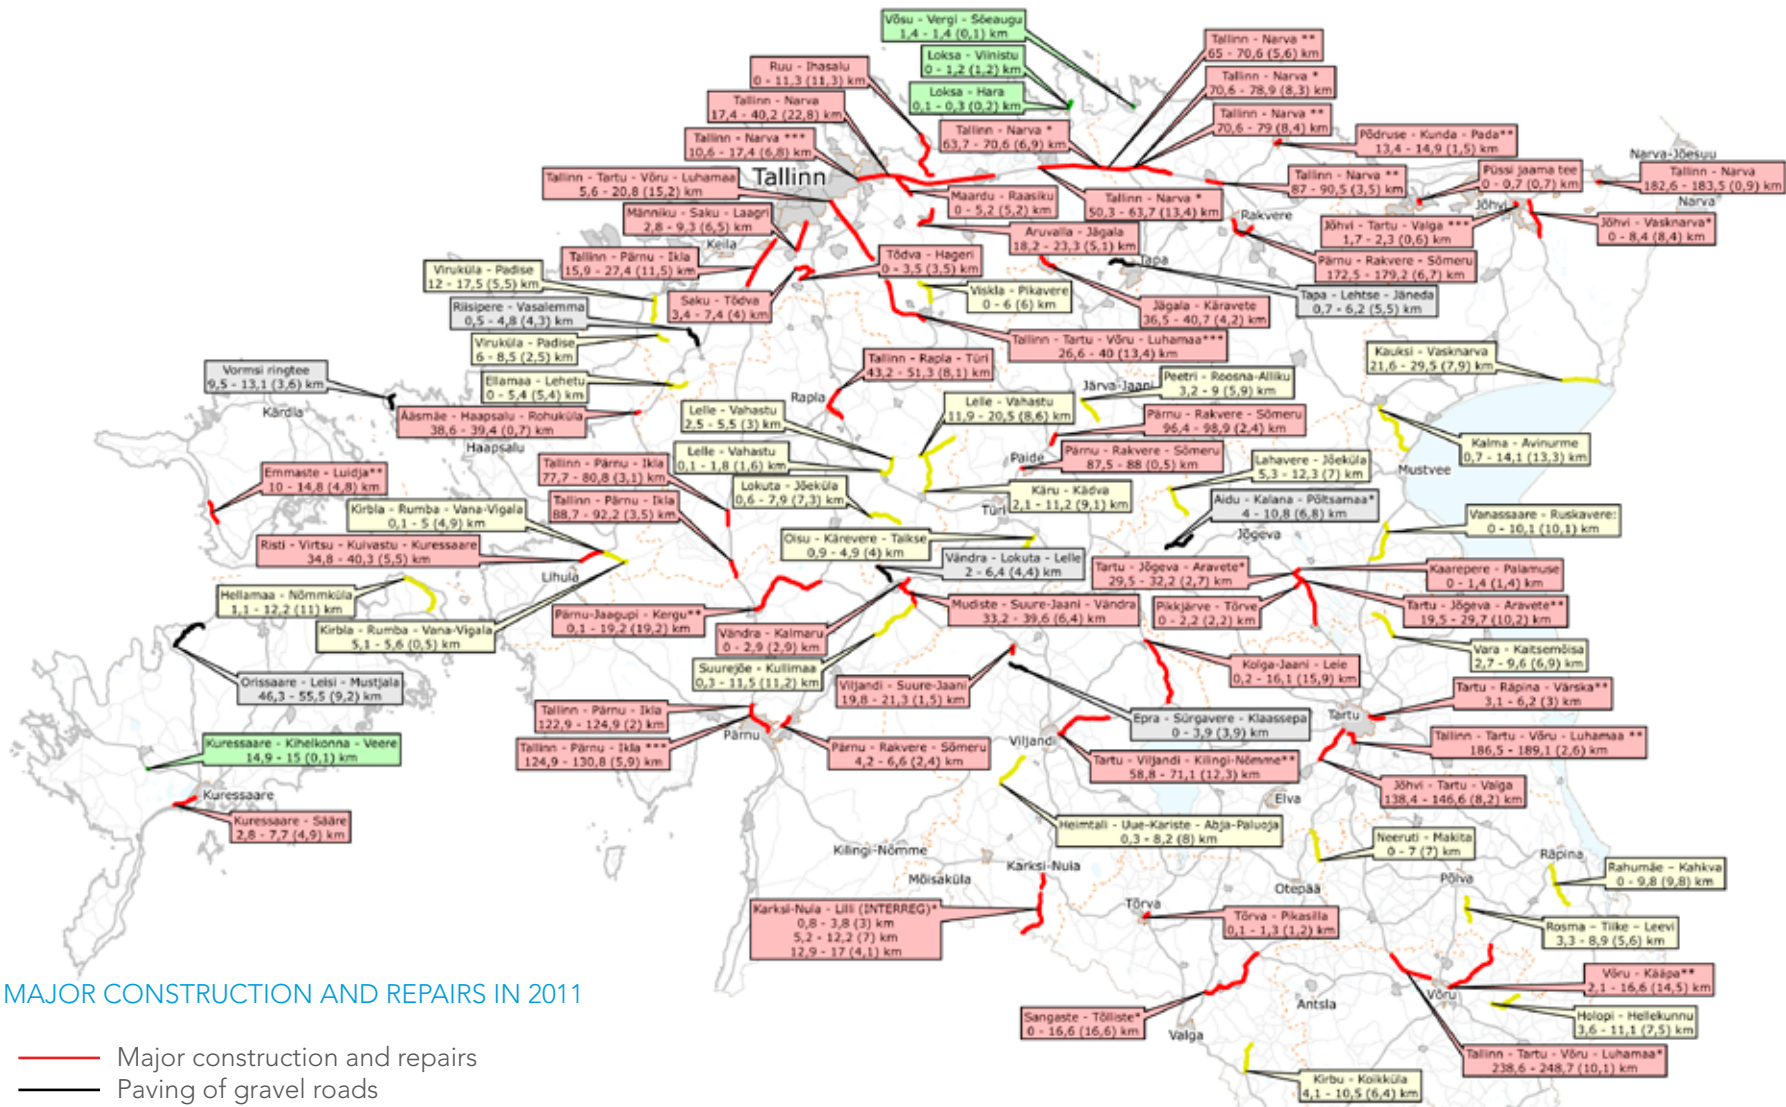 Võsu - Vergi - Sõeaugu
1,4 - 1,4 (0,1) km
Loksa - Viinistu
0 - 1,2 (1,2) km
Loksa - Hara
0,1 - 0,3 (0,2) km
Tallinn - Narva **
65 - 70,6 (5,6) km
Tallinn - Narva *
70,6 - 78,9 (8,3) km
Tallinn - Narva **
70,6 - 79 (8,4) km
Ruu - Ihasalu
0 - 11,3 (11,3) km
Tallinn - Narva
17,4 - 40,2 (22,8) km
Tallinn - Narva ***
10,6 - 17,4 (6,8) km
Tallinn - Narva *
63,7 - 70,6 (6,9) km
Põdruse - Kunda - Pada**
13,4 - 14,9 (1,5) km
Narva-Jõesuu
Tallinn - Narva
182,6 - 183,5 (0,9) km
Narva
Tallinn
Tallinn - Tartu - Võru - Luhamaa
5,6 - 20,8 (15,2) km
Maardu - Raasiku
0 - 5,2 (5,2) km
Tallinn - Narva *
50,3 - 63,7 (13,4) km
Tallinn - Narva **
87 - 90,5 (3,5) km
Püssi jaama tee
0 - 0,7 (0,7) km
Jõhvi
Männiku - Saku - Laagri
2,8 - 9,3 (6,5) km
Keila
Aruvalla - Jägala
18,2 - 23,3 (5,1) km
Rakvere
Jõhvi - Tartu - Valga ***
1,7 - 2,3 (0,6) km
Jõhvi - Vasknarva*
0 - 8,4 (8,4) km
Tallinn - Pärnu - Ikla
15,9 - 27,4 (11,5) km
Tõdva - Hageri
0 - 3,5 (3,5) km
Tapa
Pärnu - Rakvere - Sõmeru
172,5 - 179,2 (6,7) km
Viruküla - Padise
12 - 17,5 (5,5) km
Saku - Tõdva
3,4 - 7,4 (4) km
Viskla - Pikavere
0 - 6 (6) km
Jägala - Käravete
36,5 - 40,7 (4,2) km
Tapa - Lehtse - Jäneda
0,7 - 6,2 (5,5) km
Riisipere - Vasalemma
0,5 - 4,8 (4,3) km
Viruküla - Padise
6 - 8,5 (2,5) km
Tallinn - Tartu - Võru - Luhamaa***
26,6 - 40 (13,4) km
Kauksi - Vasknarva
21,6 - 29,5 (7,9) km
Vormsi ringtee
9,5 - 13,1 (3,6) km
Kärdla
Ellamaa - Lehetu
0 - 5,4 (5,4) km
Tallinn - Rapla - Türi
43,2 - 51,3 (8,1) km
Rapla
Järva-Jaani
Peetri - Roosna-Alliku
3,2 - 9 (5,9) km
Ääsmäe - Haapsalu - Rohuküla
38,6 - 39,4 (0,7) km
Haapsalu
Lelle - Vahastu
2,5 - 5,5 (3) km
Lelle - Vahastu
11,9 - 20,5 (8,6) km
Pärnu - Rakvere - Sõmeru
96,4 - 98,9 (2,4) km
Kalma - Avinurme
0,7 - 14,1 (13,3) km
Mustvee
Emmaste - Luidja**
10 - 14,8 (4,8) km
Tallinn - Pärnu - Ikla
77,7 - 80,8 (3,1) km
Lelle - Vahastu
0,1 - 1,8 (1,6) km
Paide
Pärnu - Rakvere - Sõmeru
87,5 - 88 (0,5) km
Lahavere - Jõeküla
5,3 - 12,3 (7) km
Lokuta - Jõeküla
0,6 - 7,9 (7,3) km
Käru - Kädva
2,1 - 11,2 (9,1) km
Türi
Aidu - Kalana - Põltsamaa*
4 - 10,8 (6,8) km
Jõgeva
Kirbla - Rumba - Vana-Vigala
0,1 - 5 (4,9) km
Tallinn - Pärnu - Ikla
88,7 - 92,2 (3,5) km
Vanassaare - Ruskavere:
0 - 10,1 (10,1) km
Risti - Virtsu - Kuivastu - Kuressaare
34,8 - 40,3 (5,5) km
Lihula
Oisu - Kärevere - Taikse
0,9 - 4,9 (4) km
Vändra - Lokuta - Lelle
2 - 6,4 (4,4) km
Tartu - Jõgeva - Aravete*
29,5 - 32,2 (2,7) km
Kaarepere - Palamuse
0 - 1,4 (1,4) km
Hellamaa - Nõmmküla
1,1 - 12,2 (11) km
Pärnu-Jaagupi - Kergu**
0,1 - 19,2 (19,2) km
Mudiste - Suure-Jaani - Vändra
33,2 - 39,6 (6,4) km
Pikkjärve - Tõrve
0 - 2,2 (2,2) km
Tartu - Jõgeva - Aravete**
19,5 - 29,7 (10,2) km
Kirbla - Rumba - Vana-Vigala
5,1 - 5,6 (0,5) km
Vändra - Kalmaru
0 - 2,9 (2,9) km
Vara - Kaitsemõisa
2,7 - 9,6 (6,9) km
Orissaare - Leisi - Mustjala
46,3 - 55,5 (9,2) km
Suurejõe - Kullimaa
0,3 - 11,5 (11,2) km
Viljandi - Suure-Jaani
19,8 - 21,3 (1,5) km
Kolga-Jaani - Leie
0,2 - 16,1 (15,9) km
Tartu - Räpina - Värska**
3,1 - 6,2 (3) km
Tallinn - Pärnu - Ikla
122,9 - 124,9 (2) km
Pärnu
Epra - Sürgavere - Klaassepa
0 - 3,9 (3,9) km
Tartu
Kuressaare - Kihelkonna - Veere
14,9 - 15 (0,1) km
Tallinn - Pärnu - Ikla ***
124,9 - 130,8 (5,9) km
Pärnu - Rakvere - Sõmeru
4,2 - 6,6 (2,4) km
Viljandi
Tartu - Viljandi - Kilingi-Nõmme**
58,8 - 71,1 (12,3) km
Tallinn - Tartu - Võru - Luhamaa **
186,5 - 189,1 (2,6) km
Kuressaare
Kuressaare - Sääre
2,8 - 7,7 (4,9) km
Elva
Jõhvi - Tartu - Valga
138,4 - 146,6 (8,2) km
Heimtali - Uue-Kariste - Abja-Paluoja
0,3 - 8,2 (8) km
Neeruti - Makita
0 - 7 (7) km
Kilingi-Nõmme
Mõisaküla
Karksi-Nuia
Otepää
Põlva
Räpina
Rahumäe - Kahkva
0 - 9,8 (9,8) km
Karksi-Nuia - Lilli (INTERREG)*
0,8 - 3,8 (3) km
5,2 - 12,2 (7) km
12,9 - 17 (4,1) km
Tõrva
Tõrva - Pikasilla
0,1 - 1,3 (1,2) km
Rosma - Tiike - Leevi
3,3 - 8,9 (5,6) km
Võru - Kääpa**
2,1 - 16,6 (14,5) km
Võru
Sangaste - Tõlliste*
0 - 16,6 (16,6) km
Valga
Antsla
Holopi - Hellekunnu
3,6 - 11,1 (7,5) km
Tallinn - Tartu - Võru - Luhamaa*
238,6 - 248,7 (10,1) km
Kirbu - Koikküla
4,1 - 10,5 (6,4) km
MAJOR CONSTRUCTION AND REPAIRS IN 2011
Major construction and repairs
Paving of gravel roads